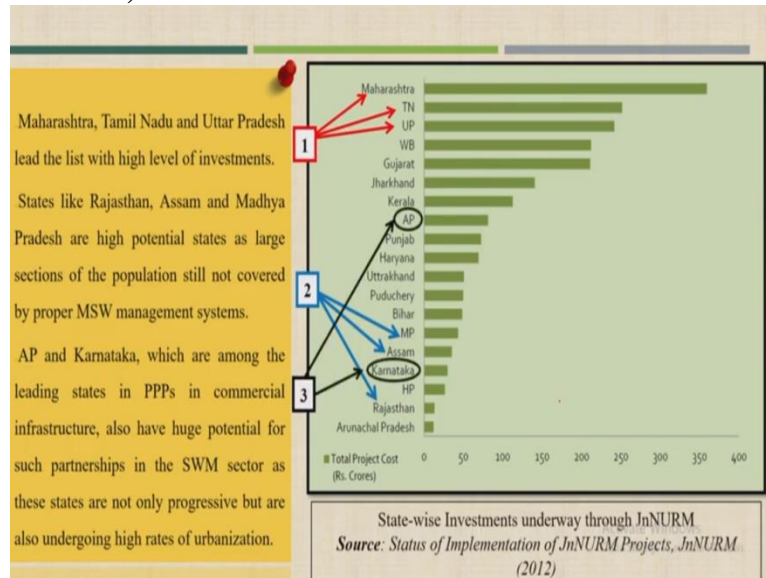 Maharashtra, Tamil Nadu and Uttar Pradesh
lead the list with high level of investments.
States like Rajasthan, Assam and Madhya
Pradesh are high potential states as large
sections of the population still not covered
by proper MSW management systems.
AP and Karnataka, which are among the
leading states in PPPs in commercial
infrastructure, also have huge potential for
such partnerships in the SWM sector as
these states are not only progressive but are
also undergoing high rates of urbanization.
1
2
3
Maharashtra
TN
UP
WB
Gujarat
Jharkhand
Kerala
AP
Punjab
Haryana
Uttrakhand
Puduchery
Bihar
MP
Assam
Karnataka
HP
Rajasthan
Arunachal Pradesh
Total Project Cost
(Rs. Crores)
0 50 100 150 200 250 300 350 400
State-wise Investments underway through JnNURM
Source: Status of Implementation of JnNURM Projects, JnNURM
(2012)
Activate Windows